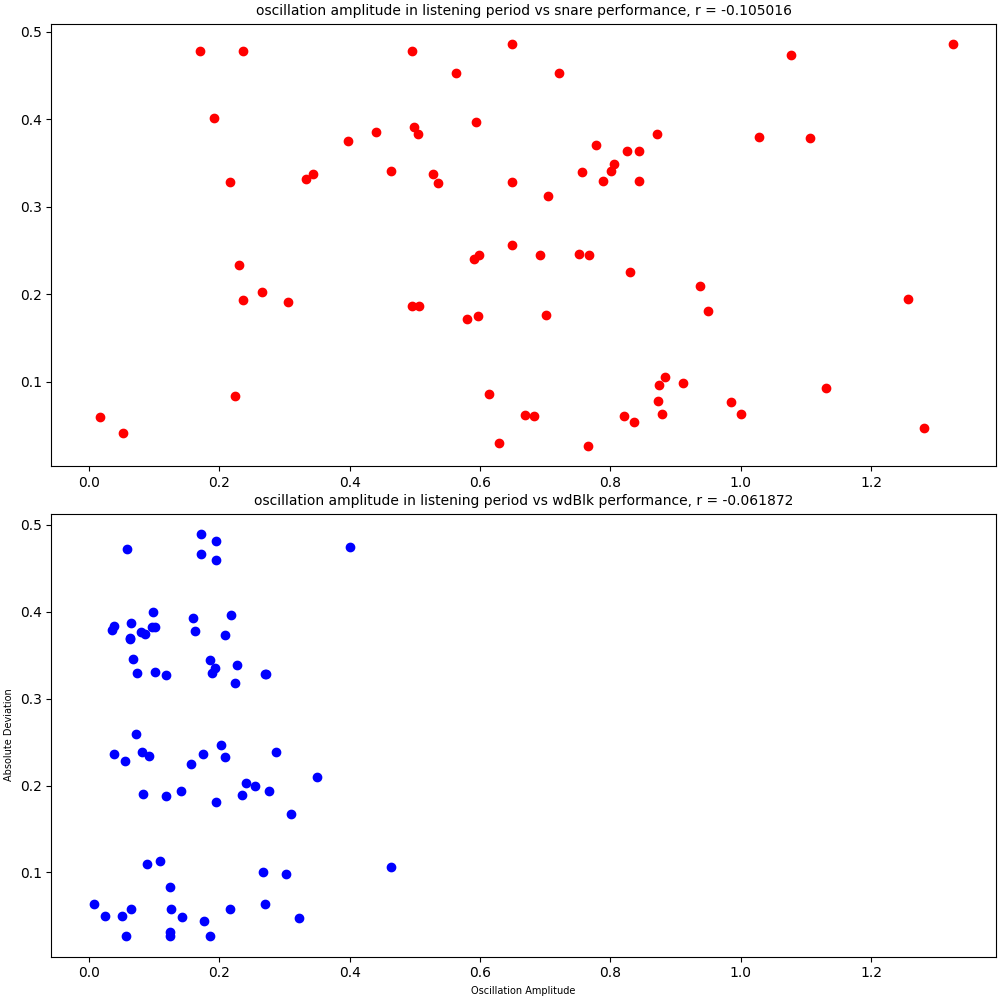 oscillation amplitude in listening period vs snare performance, r = -0.105016
0.5
0.4
0.3
0.2
0.1
0.0 0.2 0.4 0.6 0.8 1.0 1.2
oscillation amplitude in listening period vs wdBlk performance, r = -0.061872
0.5
0.4
0.3
0.2
0.1
Absolute Deviation
0.0 0.2 0.4 0.6 0.8 1.0 1.2
Oscillation Amplitude